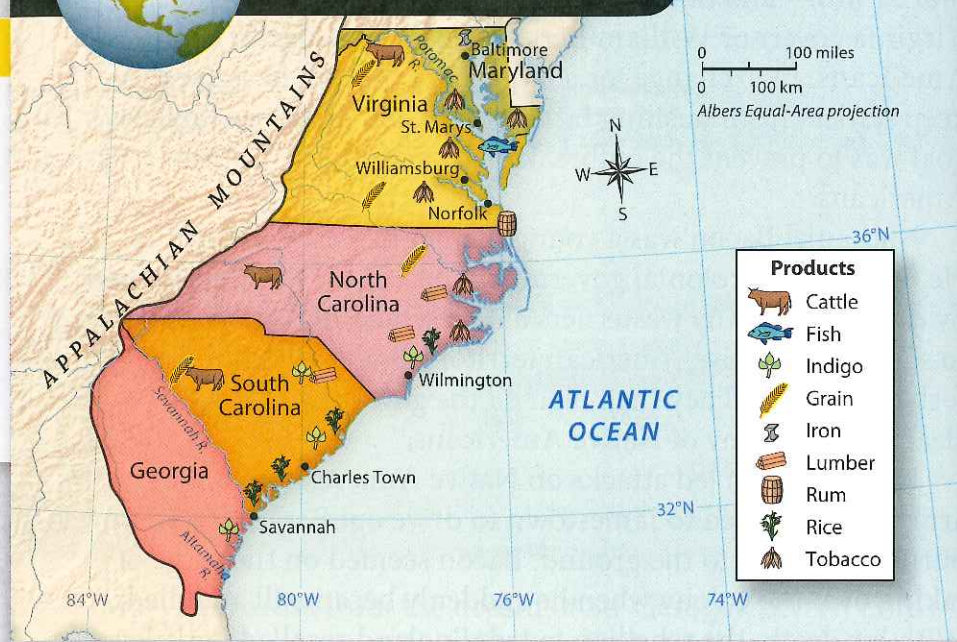 APPALACHIAN MOUNTAINS
Potomac
R.
Baltimore
Maryland
Virginia
St. Marys
Williamsburg
Norfolk
North
Carolina
Wilmington
South
Carolina
Charles Town
Savannah R.
Georgia
Savannah
Altamaha
R.
ATLANTIC
OCEAN
0 100 miles
0 100 km
Albers Equal-Area projection
N
W E
S
36°N
32°N
84°W 80°W 76°W 74°W
Products
Cattle
Fish
Indigo
Grain
Iron
Lumber
Rum
Rice
Tobacco